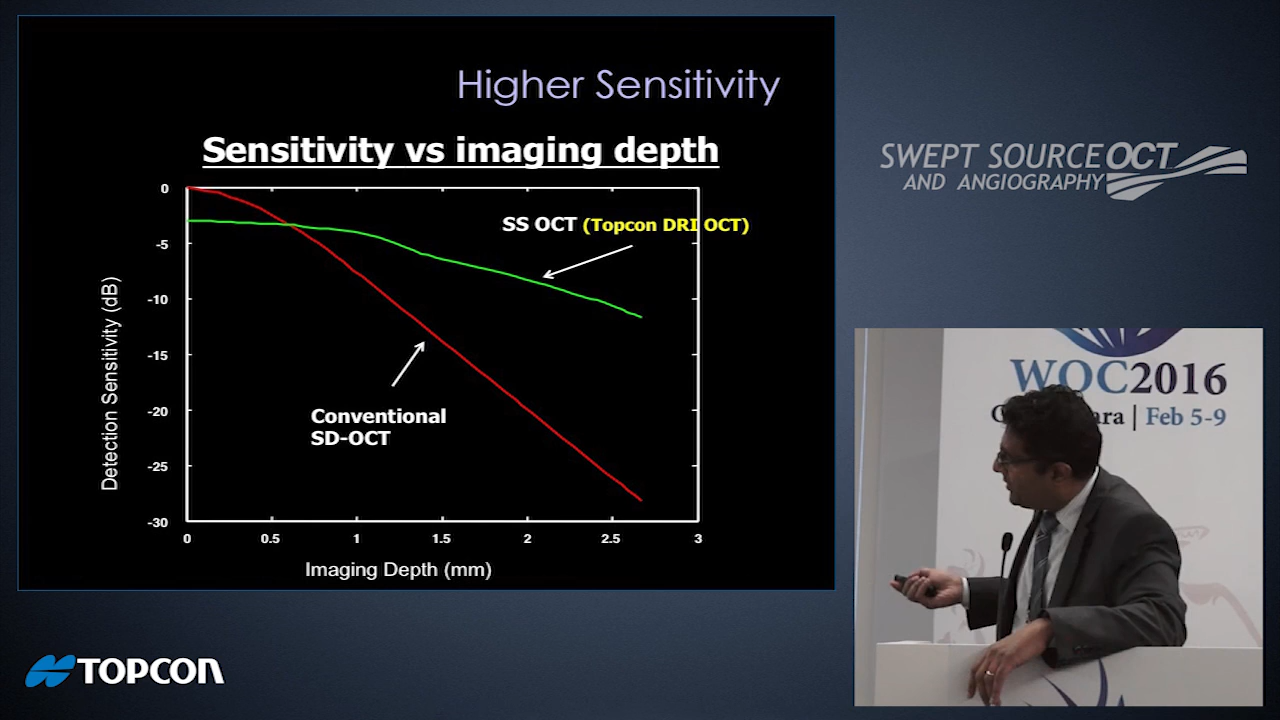 Higher Sensitivity
Sensitivity vs imaging depth
0
-5
-10
-15
-20
-25
-30
Detection Sensitivity (dB)
SS OCT (Topcon DRI OCT)
Conventional
SD-OCT
0 0.5 1 1.5 2 2.5 3
Imaging Depth (mm)
TOPCON
SWEPT SOURCE OCT
AND ANGIOGRAPHY
WOC2016
Feb 5-9